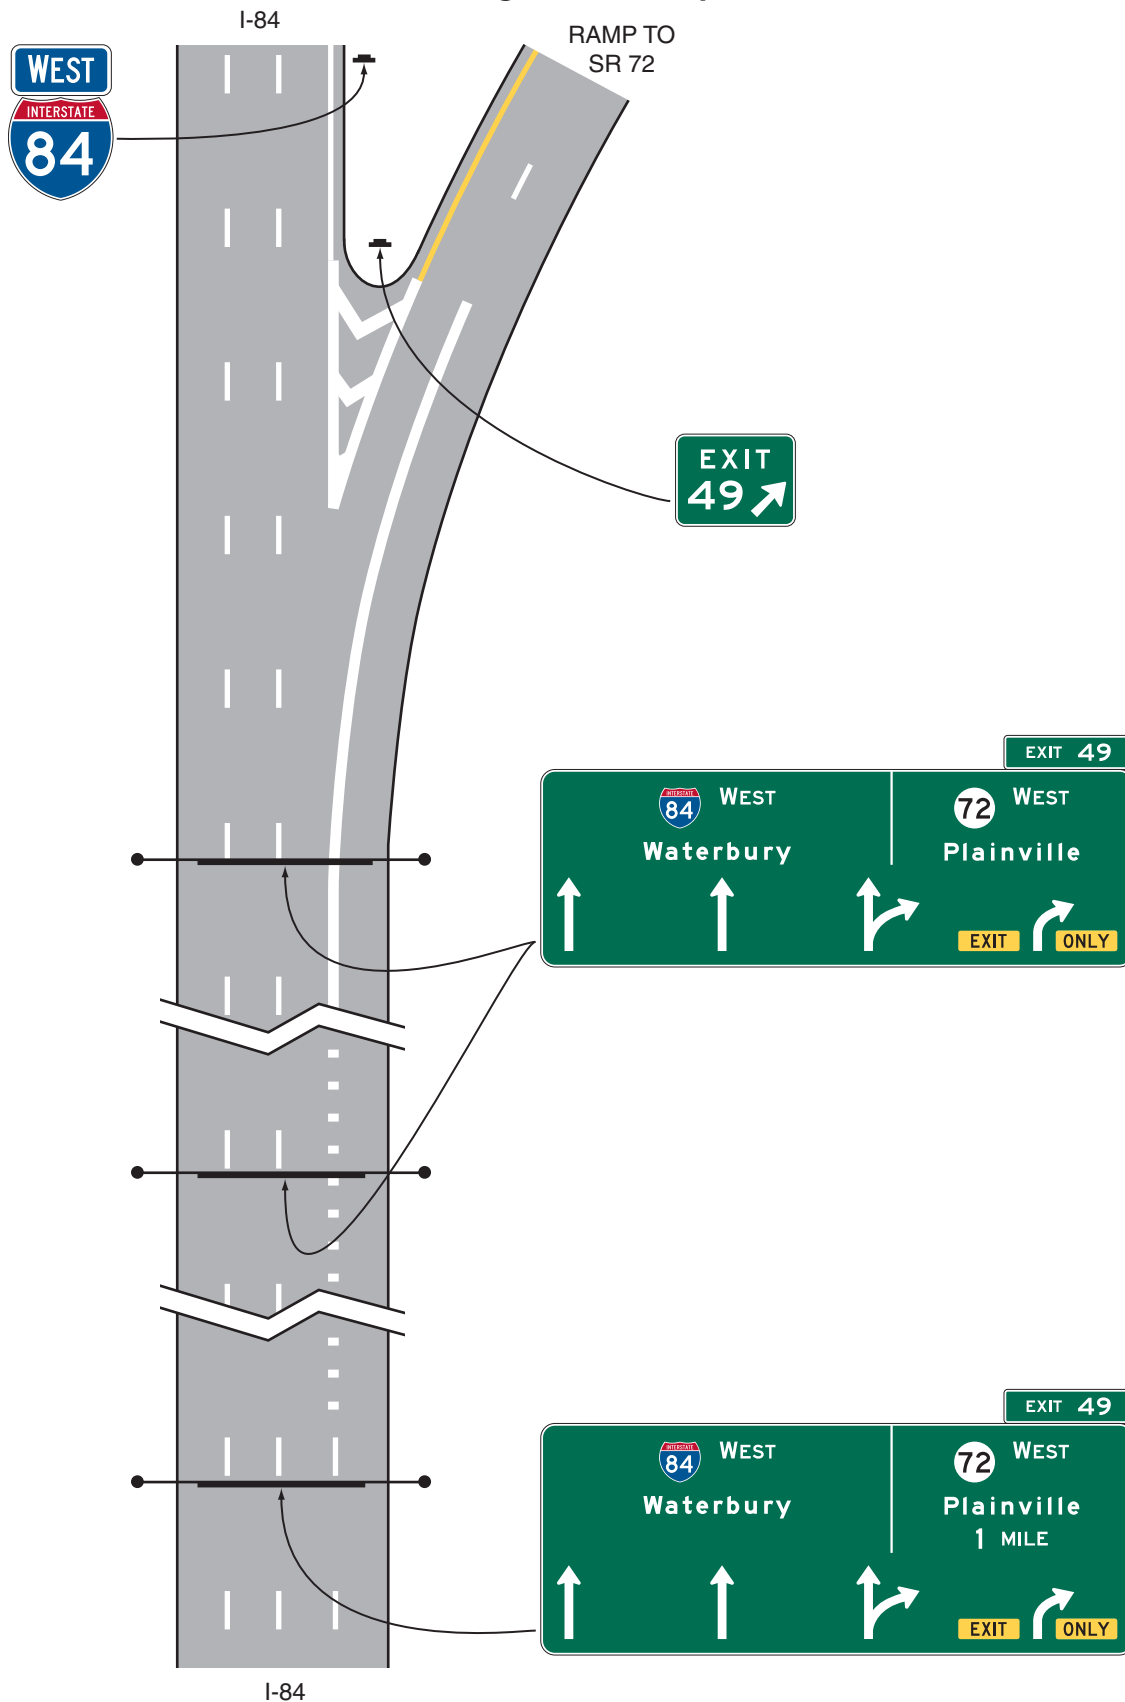 I-84
RAMP TO
SR 72
WEST
INTERSTATE
84
EXIT
49
EXIT 49
INTERSTATE
84
WEST
Waterbury
72
WEST
Plainville
EXIT
ONLY
EXIT 49
INTERSTATE
84
WEST
Waterbury
72
WEST
Plainville
1 MILE
EXIT
ONLY
I-84